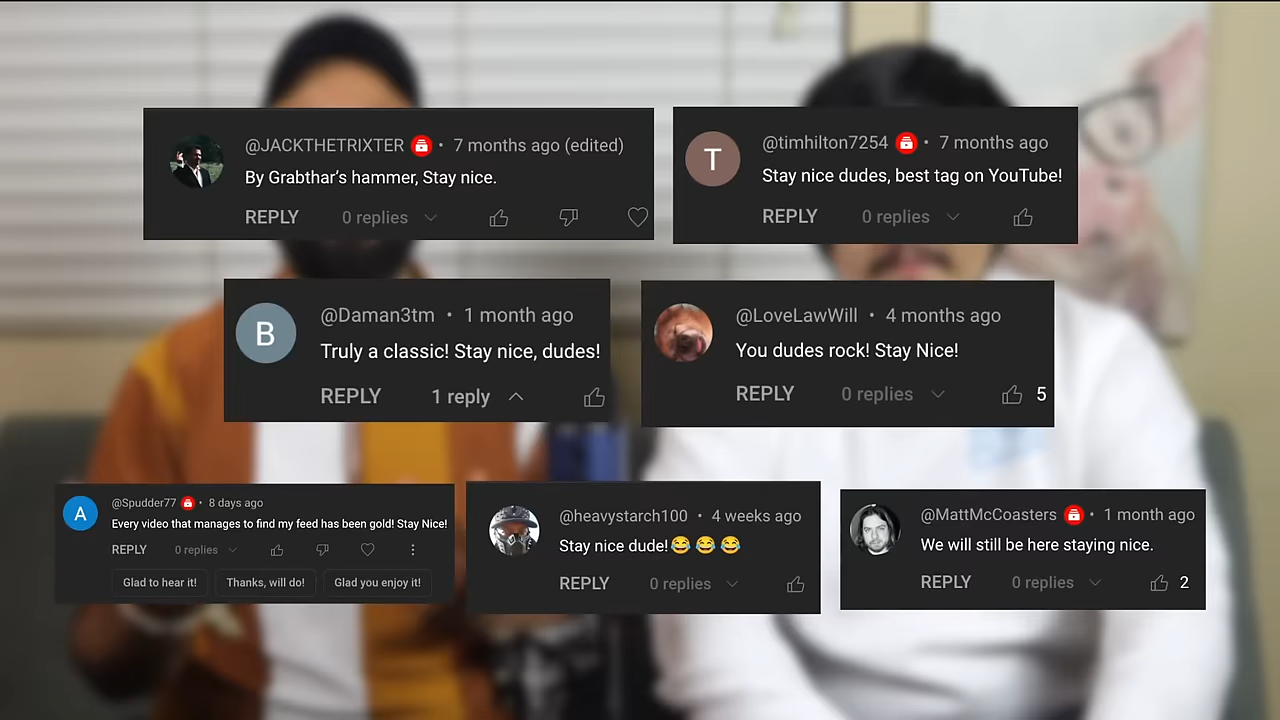 @JACKTHETRIXTER • 7 months ago (edited)
By Grabthar’s hammer, Stay nice.
REPLY 0 replies
T
@timhilton7254 • 7 months ago
Stay nice dudes, best tag on YouTube!
REPLY 0 replies
B
@Daman3tm • 1 month ago
Truly a classic! Stay nice, dudes!
REPLY 1 reply
@LoveLawWill • 4 months ago
You dudes rock! Stay Nice!
REPLY 0 replies 5
A
@Spudder77 • 8 days ago
Every video that manages to find my feed has been gold! Stay Nice!
REPLY 0 replies
Glad to hear it! Thanks, will do! Glad you enjoy it!
@heavystarch100 • 4 weeks ago
Stay nice dude!😂😂😂
REPLY 0 replies
@MattMcCoasters • 1 month ago
We will still be here staying nice.
REPLY 0 replies 2